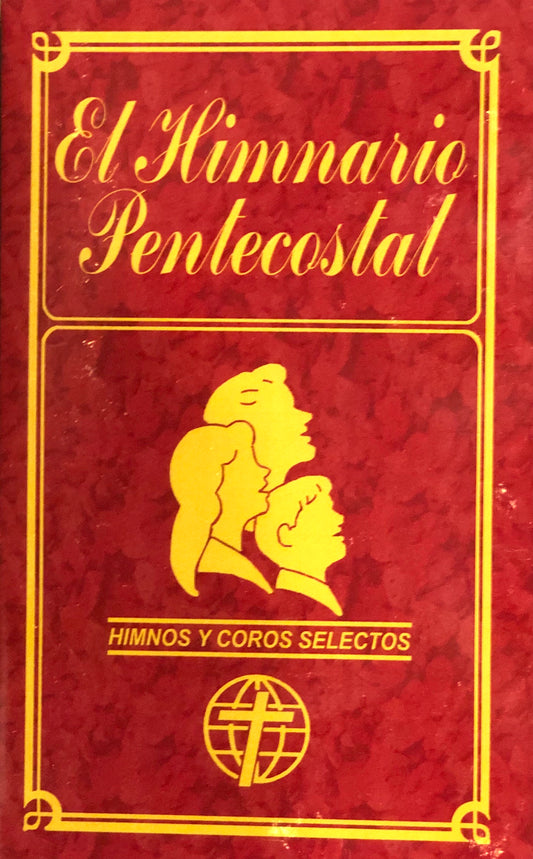 El Himnario
Pentecostal
HIMNOS Y COROS SELECTOS